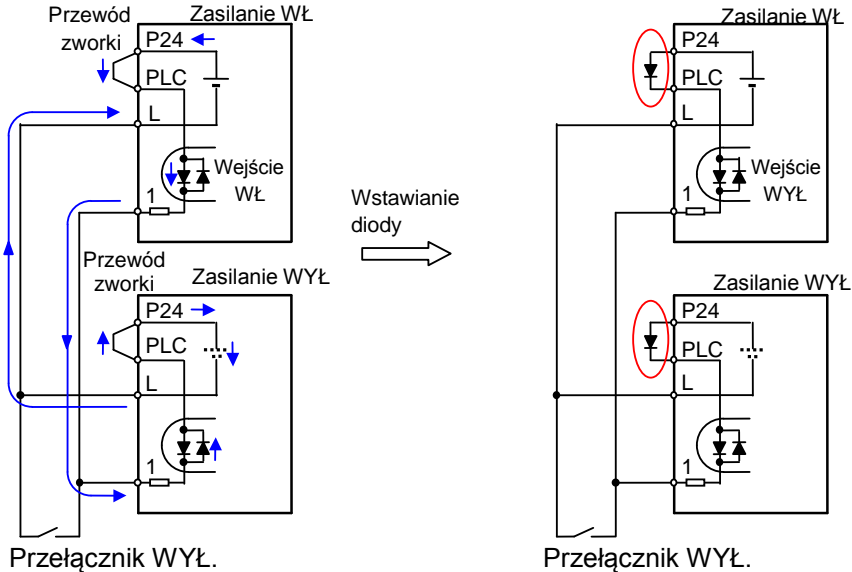 Przewód
zworki
Zasilanie WŁ
P24
PLC
L
Wejście
WŁ
1
Przewód
zworki
Zasilanie WYŁ
P24
PLC
L
1
Przełącznik WYŁ.
Wstawianie
diody
Zasilanie WŁ
P24
PLC
L
Wejście
WYŁ
1
Zasilanie WYŁ
P24
PLC
L
1
Przełącznik WYŁ.